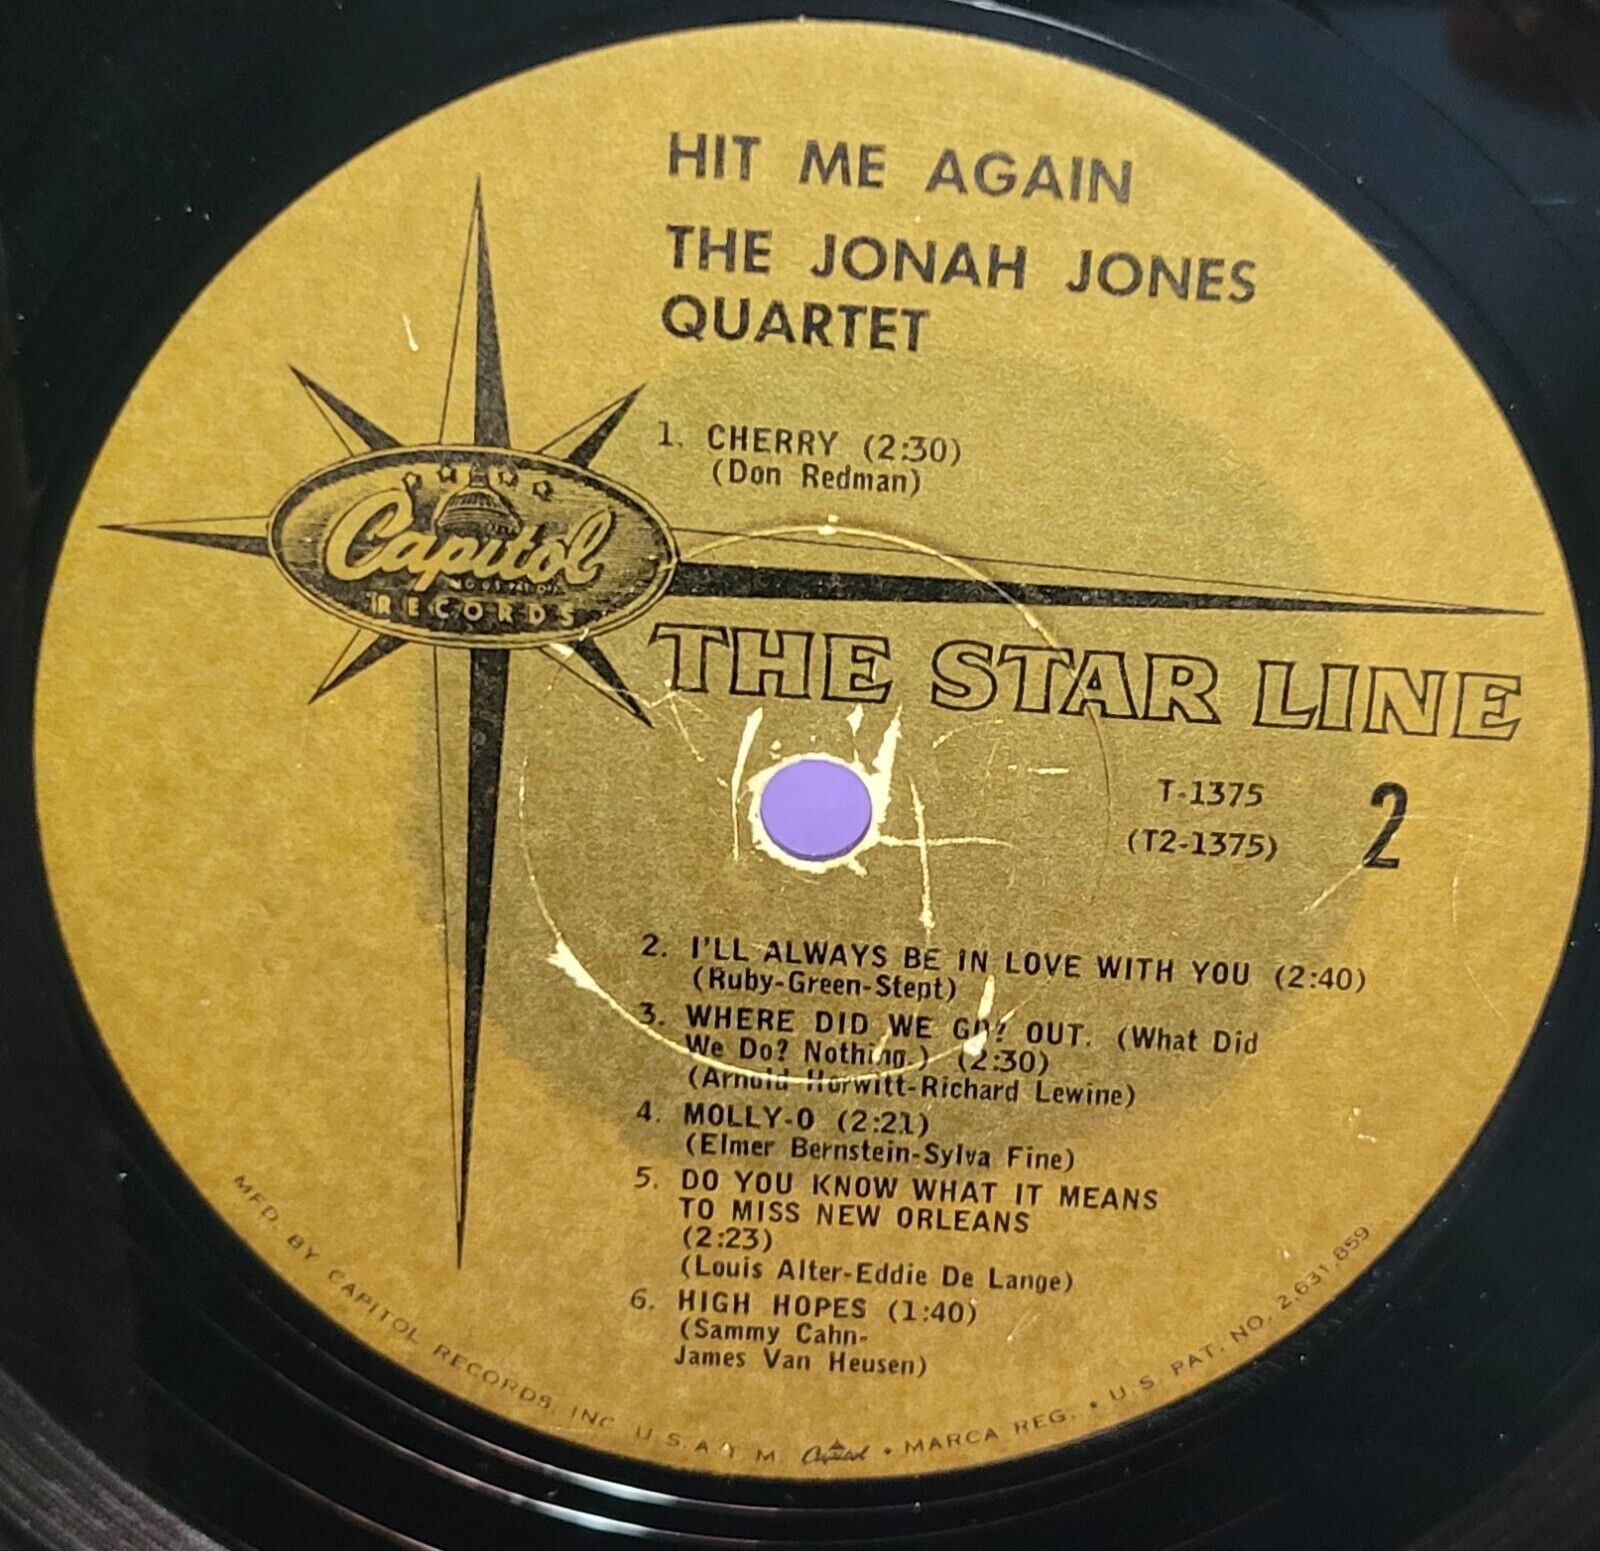 HIT ME AGAIN
THE JONAH JONES
QUARTET
1. CHERRY (2:30)
(Don Redman)
Capitol
RECORDS
THE STAR LINE
T-1375
(T2-1375)
2
2. I'LL ALWAYS BE IN LOVE WITH YOU (2:40)
(Ruby-Green-Stept)
3. WHERE DID WE GO? OUT. (What Did
We Do? Nothing.) (2:30)
(Arnold Horwitt-Richard Lewine)
4. MOLLY-O (2:21)
(Elmer Bernstein-Sylva Fine)
5. DO YOU KNOW WHAT IT MEANS
TO MISS NEW ORLEANS
(2:23)
(Louis Alter-Eddie De Lange)
6. HIGH HOPES (1:40)
(Sammy Cahn-
James Van Heusen)
MFD. BY CAPITOL RECORDS, INC. U.S.A. T.M. Capitol • MARCA REG. • U.S. PAT. NO. 2,631,859